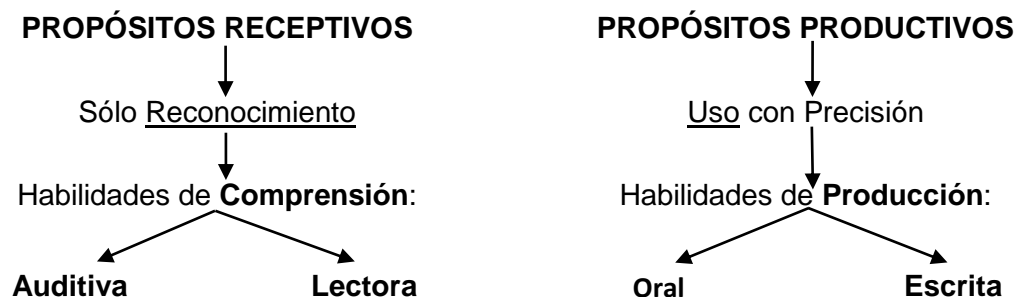 PROPÓSITOS RECEPTIVOS
Sólo Reconocimiento
Habilidades de Comprensión:
Auditiva Lectora
PROPÓSITOS PRODUCTIVOS
Uso con Precisión
Habilidades de Producción:
Oral Escrita